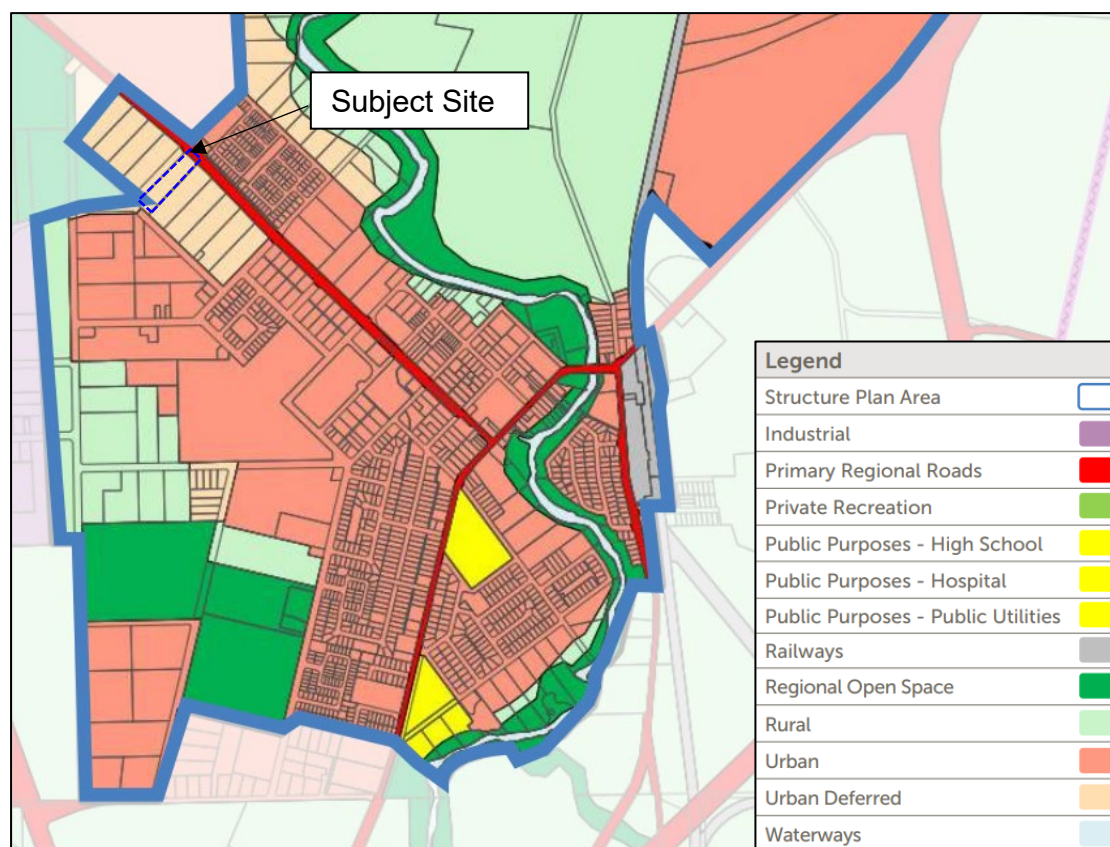 Subject Site
Legend
Structure Plan Area
Industrial
Primary Regional Roads
Private Recreation
Public Purposes - High School
Public Purposes - Hospital
Public Purposes - Public Utilities
Railways
Regional Open Space
Rural
Urban
Urban Deferred
Waterways